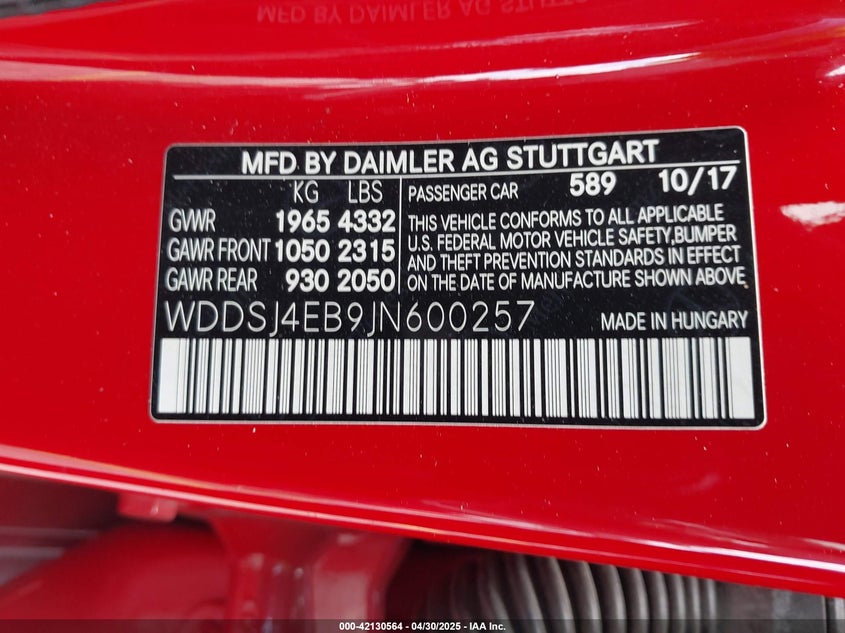 MFD BY DAIMLER AG STUTTGART
KG LBS PASSENGER CAR 589 10/17
GVWR 1965 4332 THIS VEHICLE CONFORMS TO ALL APPLICABLE
GAWR FRONT 1050 2315 U.S. FEDERAL MOTOR VEHICLE SAFETY,BUMPER
AND THEFT PREVENTION STANDARDS IN EFFECT
GAWR REAR 930 2050 ON THE DATE OF MANUFACTURE SHOWN ABOVE.
WDDSJ4EB9JN600257 MADE IN HUNGARY
000-42130564 - 04/30/2025 - IAA Inc.